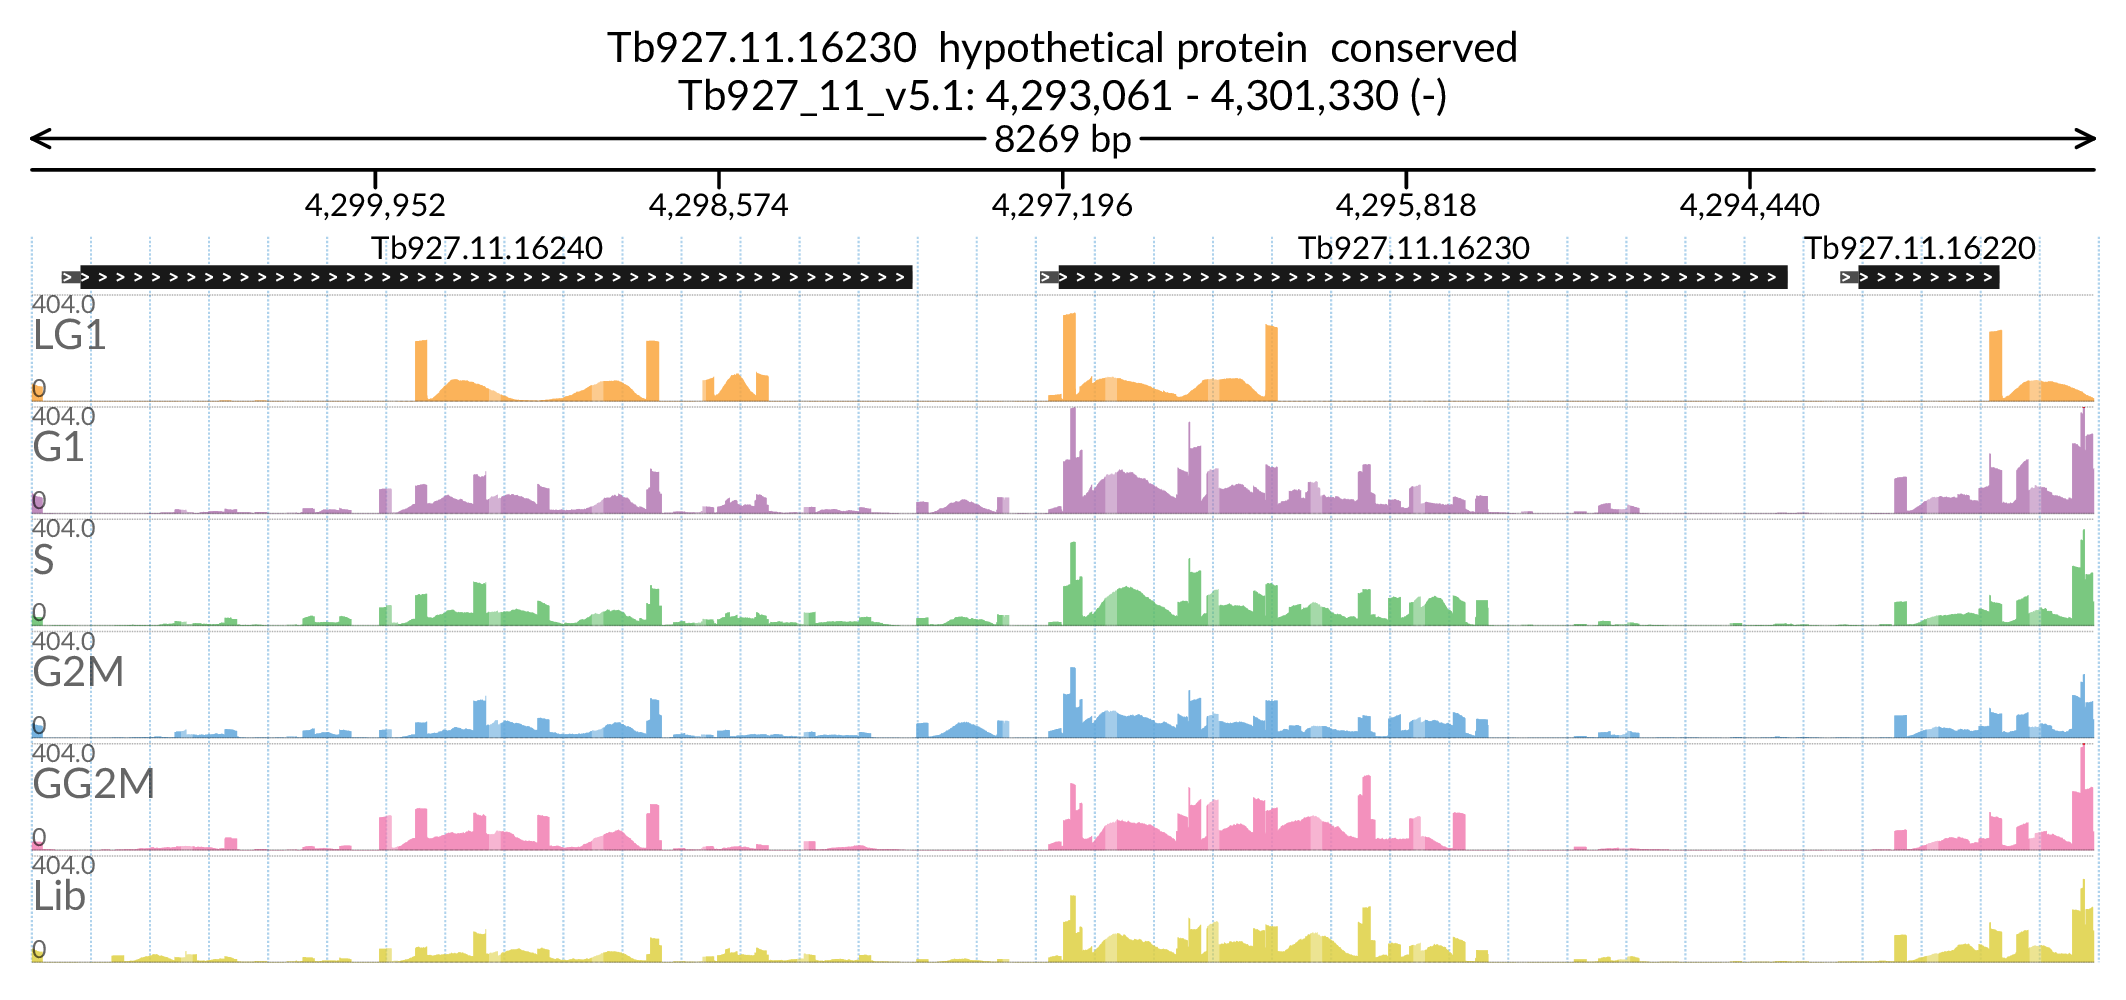 Tb927.11.16230 hypothetical protein conserved
Tb927_11_v5.1: 4,293,061 - 4,301,330 (-)
8269 bp
4,299,952 4,298,574 4,297,196 4,295,818 4,294,440
Tb927.11.16240 Tb927.11.16230 Tb927.11.16220
404.0
LG1
0
404.0
G1
0
404.0
S
0
404.0
G2M
0
404.0
GG2M
0
404.0
Lib
0